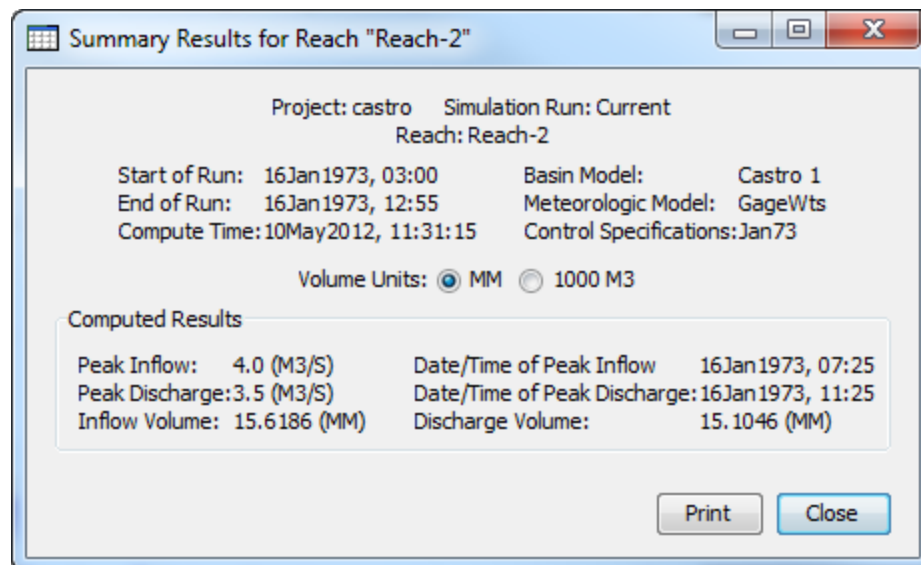 Summary Results for Reach "Reach-2"
Project: castro Simulation Run: Current
Reach: Reach-2
Start of Run: 16Jan1973, 03:00 Basin Model: Castro 1
End of Run: 16Jan1973, 12:55 Meteorologic Model: GageWts
Compute Time:10May2012, 11:31:15 Control Specifications:Jan73
Volume Units: MM 1000 M3
Computed Results
Peak Inflow: 4.0 (M3/S) Date/Time of Peak Inflow 16Jan1973, 07:25
Peak Discharge:3.5 (M3/S) Date/Time of Peak Discharge:16Jan1973, 11:25
Inflow Volume: 15.6186 (MM) Discharge Volume: 15.1046 (MM)
Print Close